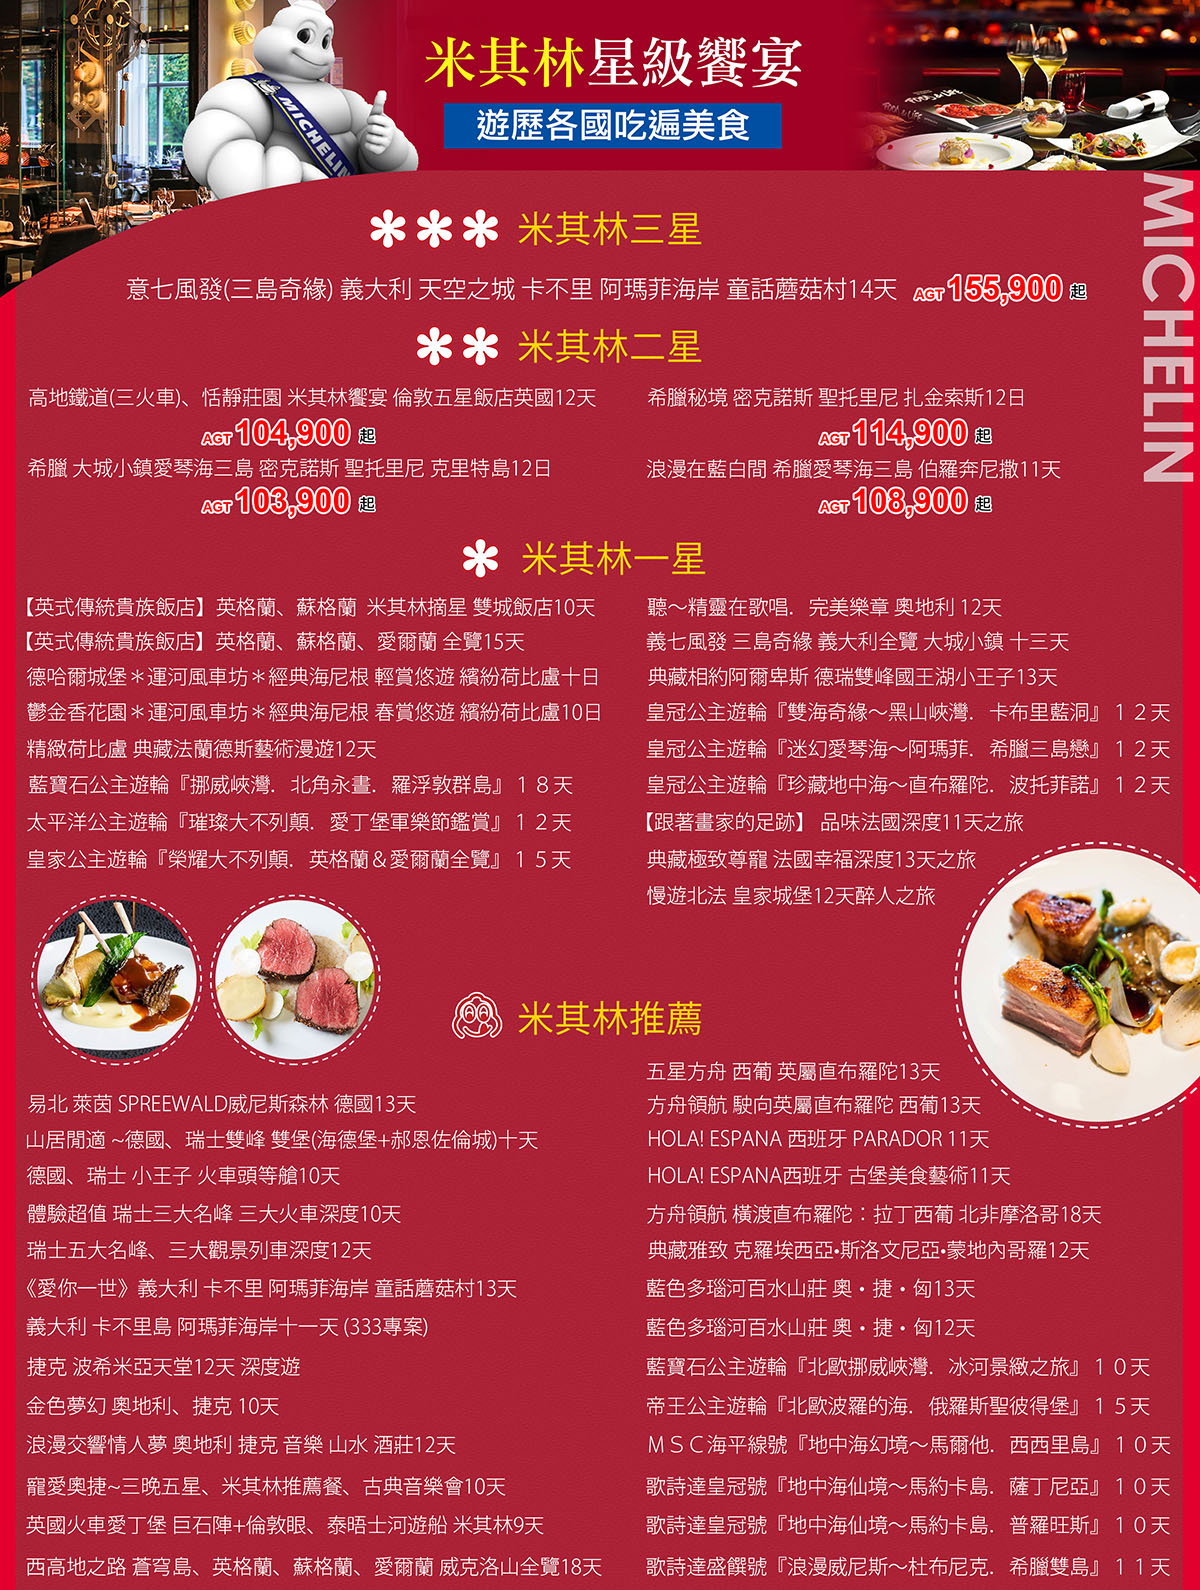 米其林星級饗宴
遊歷各國吃遍美食
MICHELIN
MICHELIN
米其林三星
意七風發(三島奇緣) 義大利 天空之城 卡不里 阿瑪菲海岸 童話蘑菇村14天 AGT 155,900 起
米其林二星
高地鐵道(三火車)、恬靜莊園 米其林饗宴 倫敦五星飯店英國12天
AGT 104,900 起
希臘 大城小鎮愛琴海三島 密克諾斯 聖托里尼 克里特島12日
AGT 103,900 起
希臘秘境 密克諾斯 聖托里尼 扎金索斯12日
AGT 114,900 起
浪漫在藍白間 希臘愛琴海三島 伯羅奔尼撒11天
AGT 108,900 起
米其林一星
【英式傳統貴族飯店】英格蘭、蘇格蘭 米其林摘星 雙城飯店10天
【英式傳統貴族飯店】英格蘭、蘇格蘭、愛爾蘭 全覽15天
德哈爾城堡＊運河風車坊＊經典海尼根 輕賞悠遊 繽紛荷比盧十日
鬱金香花園＊運河風車坊＊經典海尼根 春賞悠遊 繽紛荷比盧10日
精緻荷比盧 典藏法蘭德斯藝術漫遊12天
藍寶石公主遊輪『挪威峽灣．北角永晝．羅浮敦群島』１８天
太平洋公主遊輪『璀璨大不列顛．愛丁堡軍樂節鑑賞』１２天
皇家公主遊輪『榮耀大不列顛．英格蘭＆愛爾蘭全覽』１５天
聽～精靈在歌唱．完美樂章 奧地利 12天
義七風發 三島奇緣 義大利全覽 大城小鎮 十三天
典藏相約阿爾卑斯 德瑞雙峰國王湖小王子13天
皇冠公主遊輪『雙海奇緣～黑山峽灣．卡布里藍洞』１２天
皇冠公主遊輪『迷幻愛琴海～阿瑪菲．希臘三島戀』１２天
皇冠公主遊輪『珍藏地中海～直布羅陀．波托菲諾』１２天
【跟著畫家的足跡】 品味法國深度11天之旅
典藏極致尊寵 法國幸福深度13天之旅
慢遊北法 皇家城堡12天醉人之旅
米其林推薦
易北 萊茵 SPREEWALD威尼斯森林 德國13天
山居閒適 ~德國、瑞士雙峰 雙堡(海德堡+郝恩佐倫城)十天
德國、瑞士 小王子 火車頭等艙10天
體驗超值 瑞士三大名峰 三大火車深度10天
瑞士五大名峰、三大觀景列車深度12天
《愛你一世》義大利 卡不里 阿瑪菲海岸 童話蘑菇村13天
義大利 卡不里島 阿瑪菲海岸十一天 (333專案)
捷克 波希米亞天堂12天 深度遊
金色夢幻 奧地利、捷克 10天
浪漫交響情人夢 奧地利 捷克 音樂 山水 酒莊12天
寵愛奧捷~三晚五星、米其林推薦餐、古典音樂會10天
英國火車愛丁堡 巨石陣+倫敦眼、泰晤士河遊船 米其林9天
西高地之路 蒼穹島、英格蘭、蘇格蘭、愛爾蘭 威克洛山全覽18天
五星方舟 西葡 英屬直布羅陀13天
方舟領航 駛向英屬直布羅陀 西葡13天
HOLA! ESPANA 西班牙 PARADOR 11天
HOLA! ESPANA西班牙 古堡美食藝術11天
方舟領航 橫渡直布羅陀：拉丁西葡 北非摩洛哥18天
典藏雅致 克羅埃西亞•斯洛文尼亞•蒙地內哥羅12天
藍色多瑙河百水山莊 奧・捷・匈13天
藍色多瑙河百水山莊 奧・捷・匈12天
藍寶石公主遊輪『北歐挪威峽灣．冰河景緻之旅』１０天
帝王公主遊輪『北歐波羅的海．俄羅斯聖彼得堡』１５天
ＭＳＣ海平線號『地中海幻境～馬爾他．西西里島』１０天
歌詩達皇冠號『地中海仙境～馬約卡島．薩丁尼亞』１０天
歌詩達皇冠號『地中海仙境～馬約卡島．普羅旺斯』１０天
歌詩達盛饌號『浪漫威尼斯～杜布尼克．希臘雙島』１１天